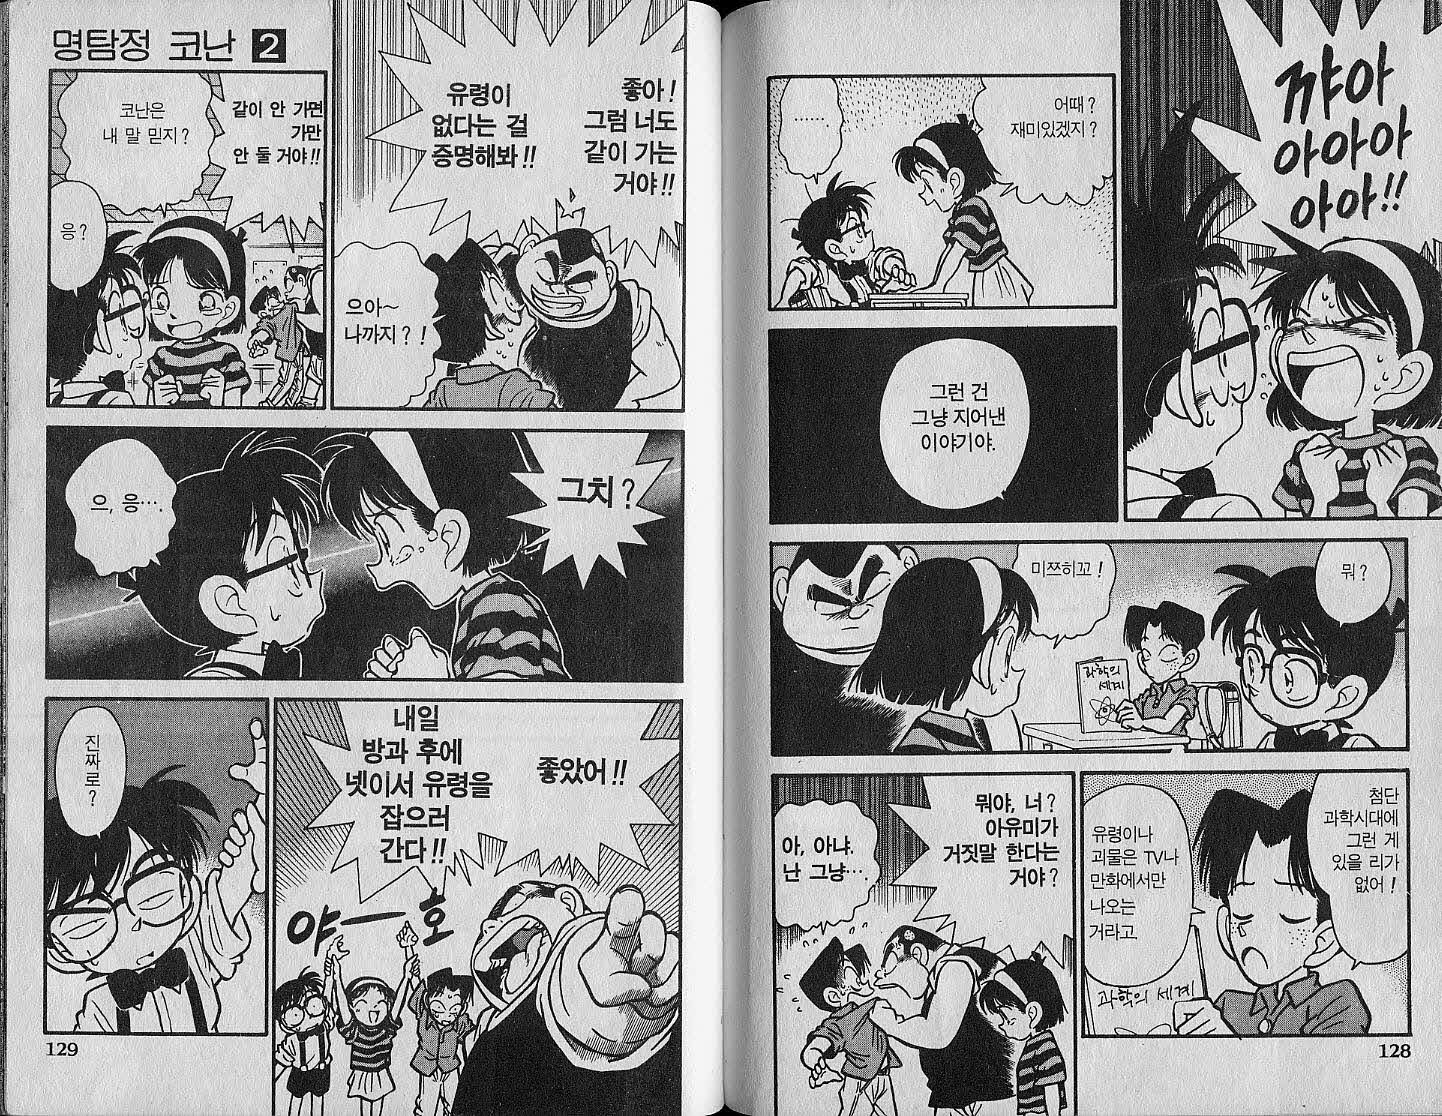 꺄아
아아아
아아!!
어때?
재미있겠지?
……
그런 건
그냥 지어낸
이야기야.
뭐?
미쯔히꼬!
과학의
세계
첨단
과학시대에
그런 게
있을 리가
없어!
유령이나
괴물은 TV나
만화에서만
나오는
거라고.
과학의 세계
뭐야, 너?
아유미가
거짓말 한다는
거야?
아, 아냐.
난 그냥….
128
명탐정 코난 2
좋아!
그럼 너도
같이 가는
거야!!
유령이
없다는 걸
증명해봐!!
으아~
나까지?!
같이 안 가면
가만
안 둘 거야!!
코난은
내 말 믿지?
응?
그치?
으, 응….
좋았어!!
내일
방과 후에
넷이서 유령을
잡으러
간다!!
야―호
진짜로?
129